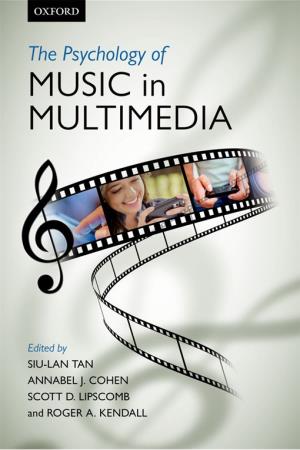 OXFORD
The Psychology of
MUSIC in
MULTIMEDIA
Edited by
SIU-LAN TAN
ANNABEL J. COHEN
SCOTT D. LIPSCOMB
and ROGER A. KENDALL